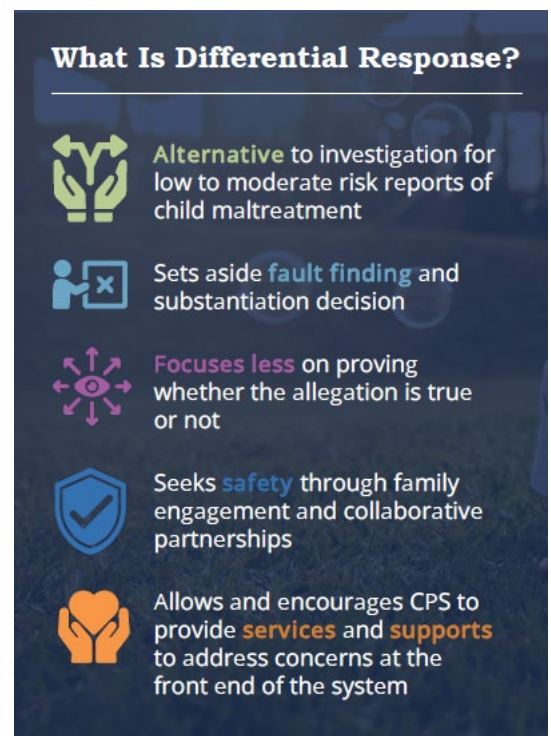 What Is Differential Response?
Alternative to investigation for
low to moderate risk reports of
child maltreatment
Sets aside fault finding and
substantiation decision
Focuses less on proving
whether the allegation is true
or not
Seeks safety through family
engagement and collaborative
partnerships
Allows and encourages CPS to
provide services and supports
to address concerns at the
front end of the system